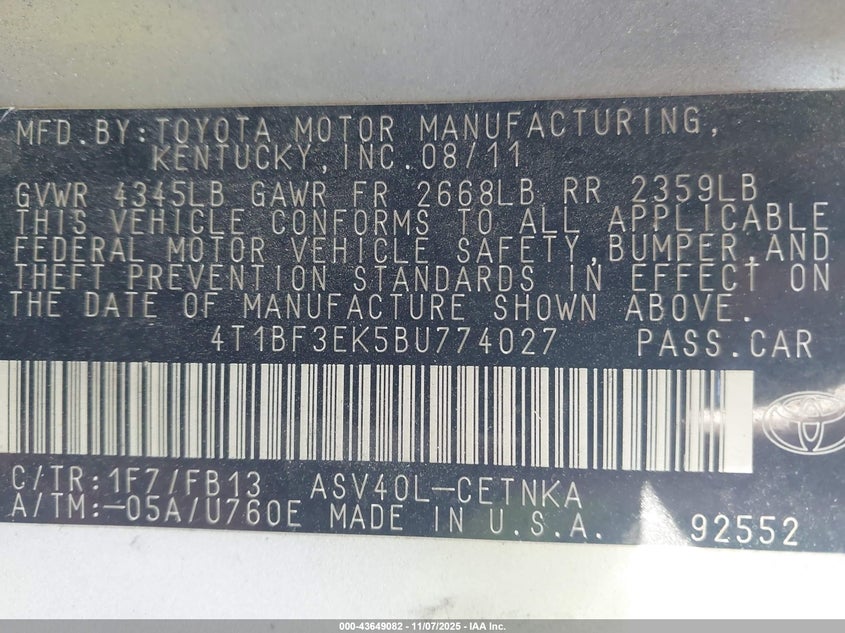 MFD.BY:TOYOTA MOTOR MANUFACTURING,
KENTUCKY,INC.08/11
GVWR 4345LB GAWR FR 2668LB RR 2359LB
THIS VEHICLE CONFORMS TO ALL APPLICABLE
FEDERAL MOTOR VEHICLE SAFETY,BUMPER,AND
THEFT PREVENTION STANDARDS IN EFFECT ON
THE DATE OF MANUFACTURE SHOWN ABOVE.
4T1BF3EK5BU774027 PASS.CAR
C/TR:1F7/FB13 ASV40L-CETNKA
A/TM:-05A/U760E MADE IN U.S.A. 92552
000-43649082 - 11/07/2025 - IAA Inc.